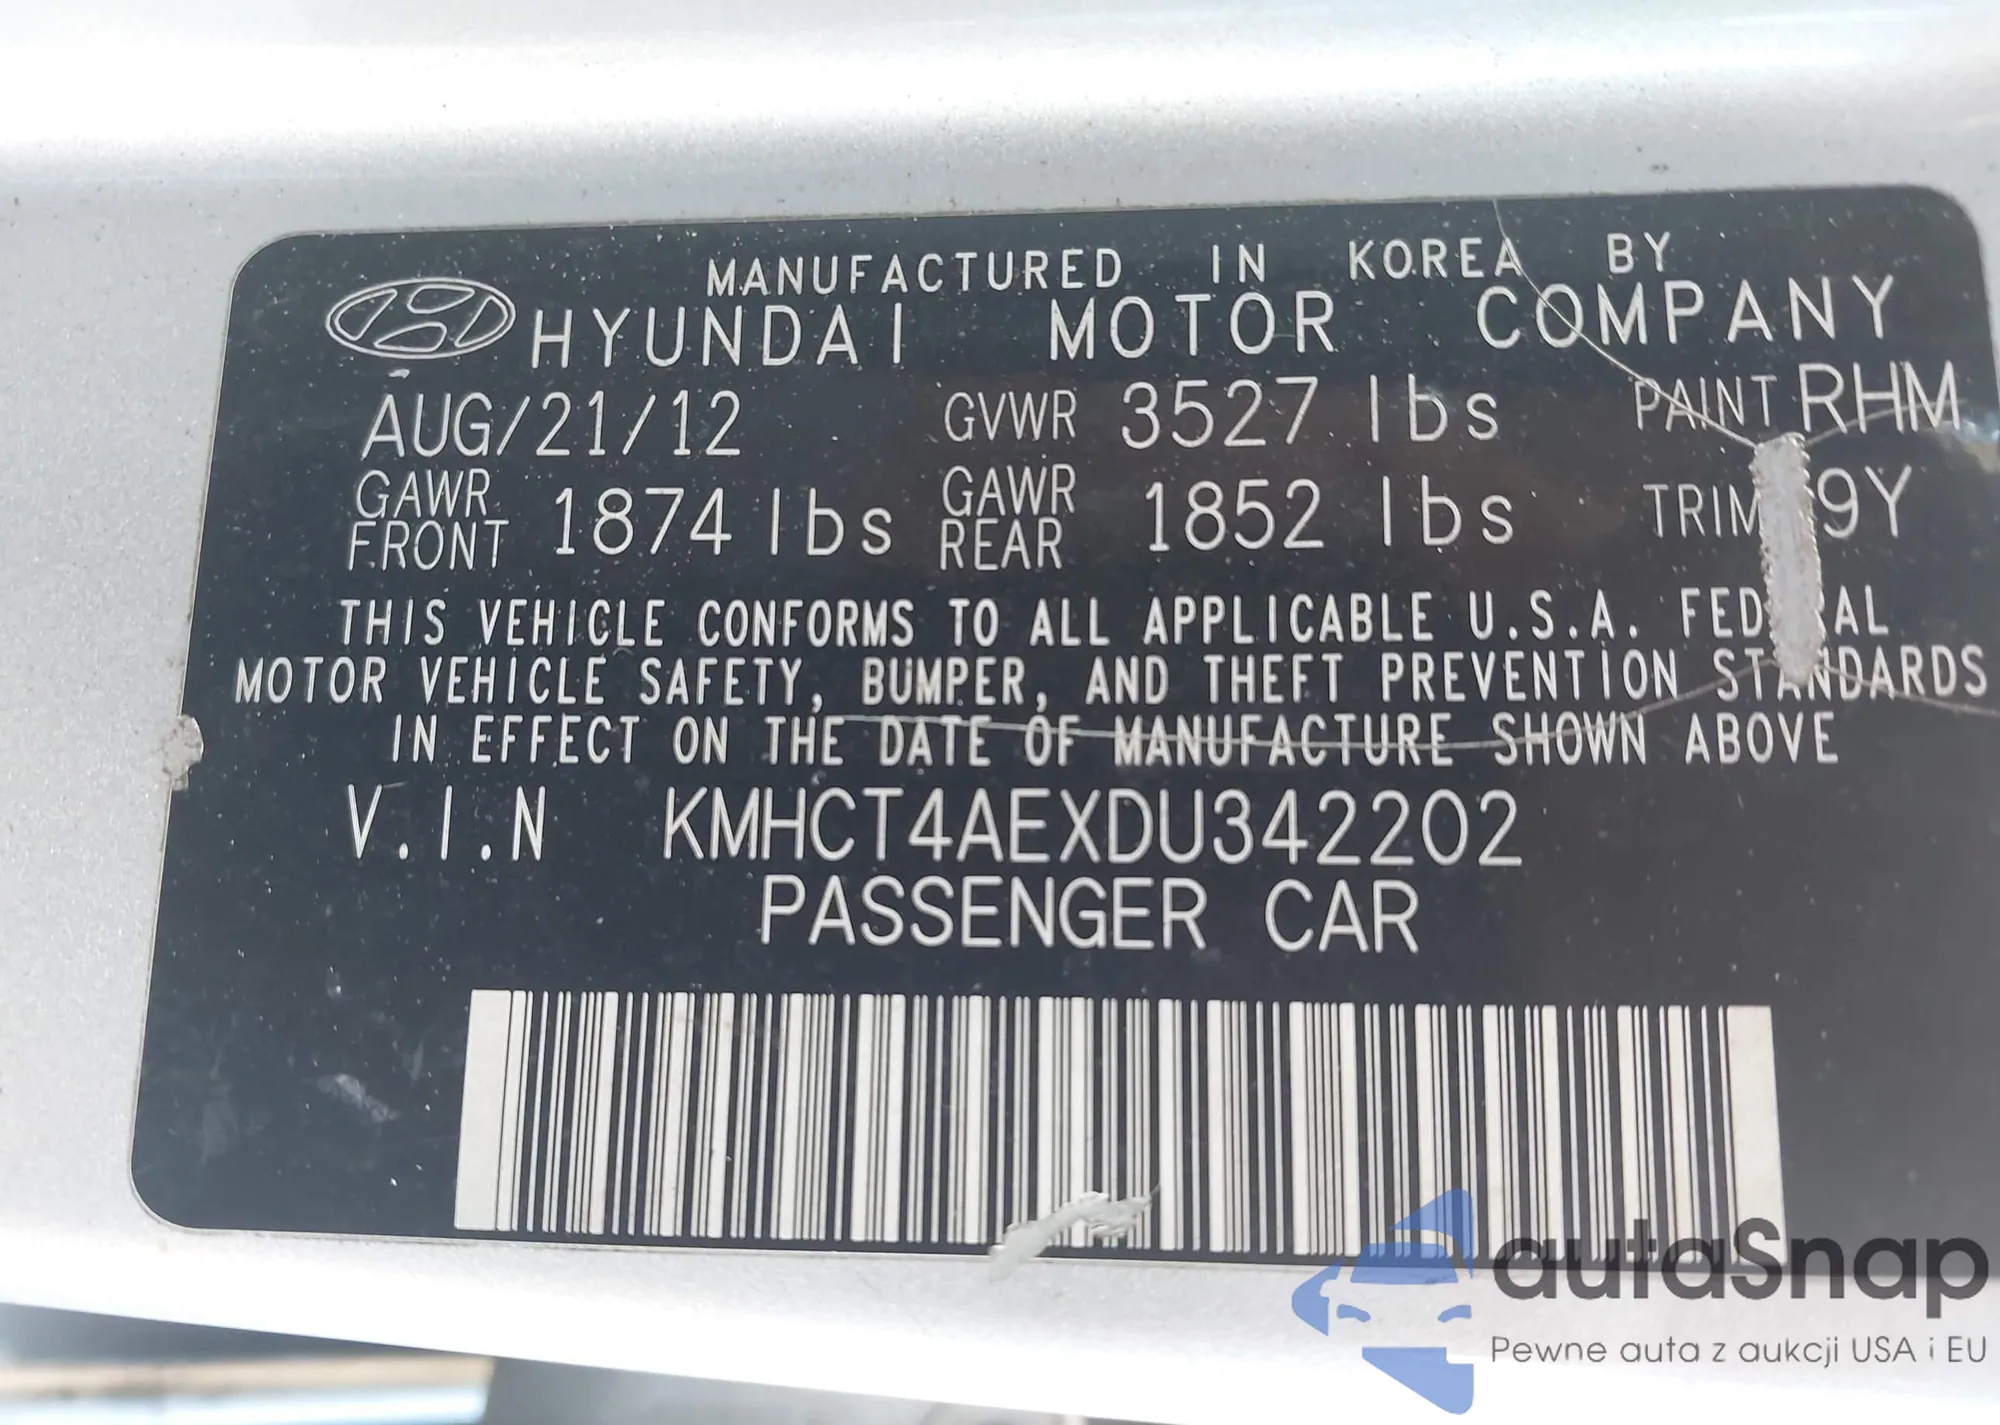 MANUFACTURED IN KOREA BY
HYUNDAI MOTOR COMPANY
AUG/21/12 GVWR 3527 lbs PAINT RHM
GAWR FRONT 1874 lbs GAWR REAR 1852 lbs TRIM 9Y
THIS VEHICLE CONFORMS TO ALL APPLICABLE U.S.A. FEDERAL
MOTOR VEHICLE SAFETY, BUMPER, AND THEFT PREVENTION STANDARDS
IN EFFECT ON THE DATE OF MANUFACTURE SHOWN ABOVE
V.I.N KMHCT4AEXDU342202
PASSENGER CAR
autaSnap
Pewne auta z aukcji USA i EU